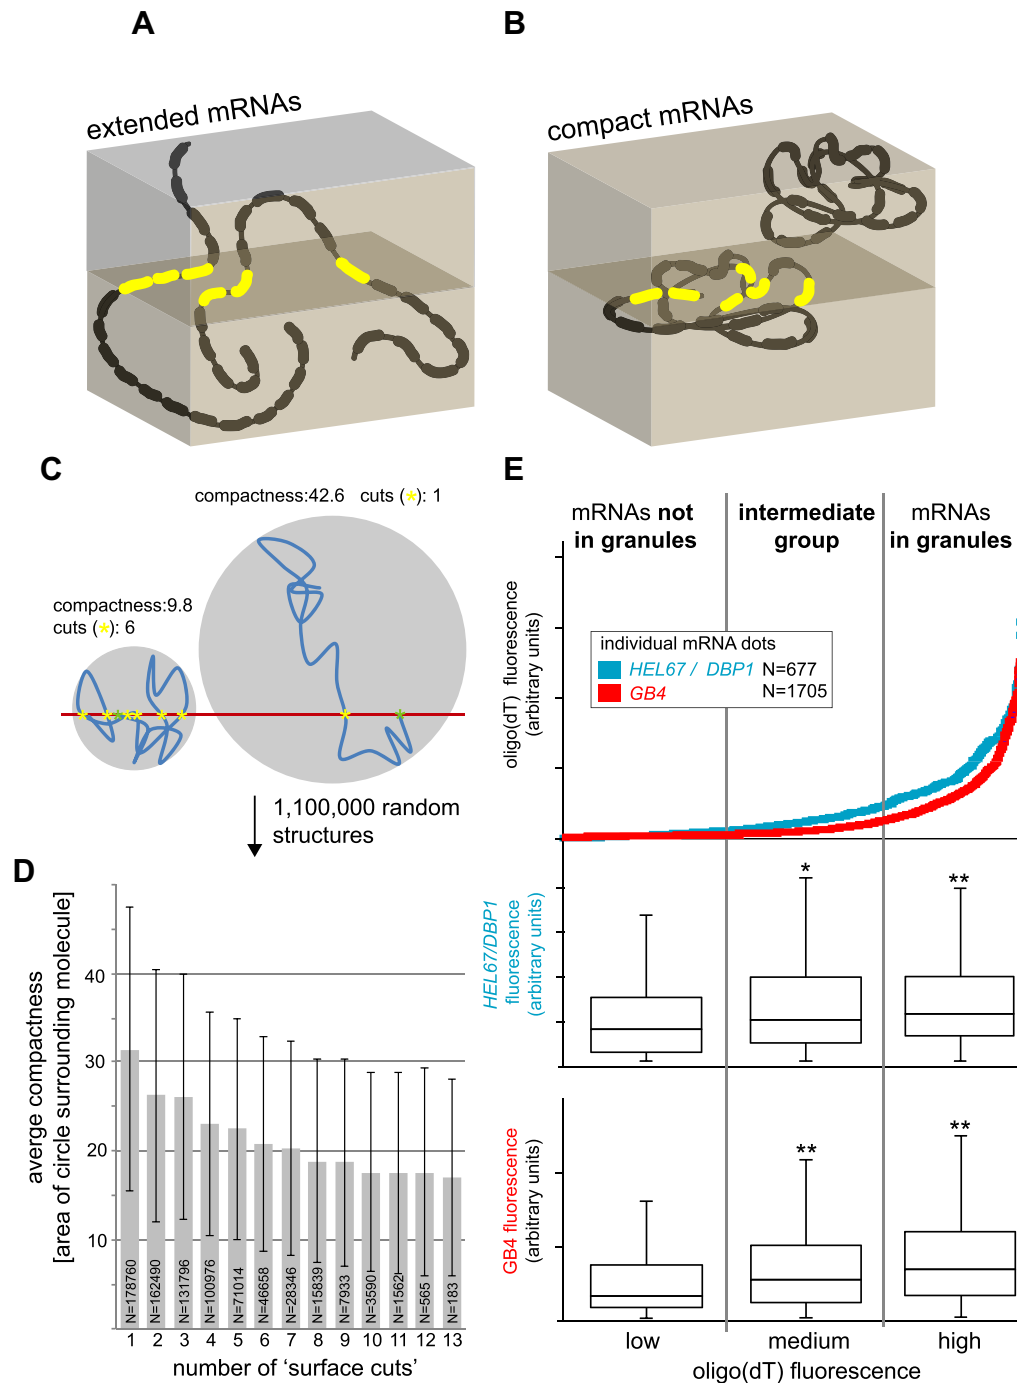 A
extended mRNAs
B
compact mRNAs
C
compactness:42.6 cuts (*): 1
compactness:9.8
cuts (*): 6
1,100,000 random
structures
D
averge compactness
[area of circle surrounding molecule]
40
30
20
10
N=178760
N=162490
N=131796
N=100976
N=71014
N=46658
N=28346
N=15839
N=7933
N=3590
N=1562
N=565
N=183
1 2 3 4 5 6 7 8 9 10 11 12 13
number of ‘surface cuts’
E
mRNAs not
in granules
intermediate
group
mRNAs
in granules
oligo(dT) fluorescence
(arbitrary units)
individual mRNA dots
HEL67 / DBP1 N=677
GB4 N=1705
HEL67/DBP1
fluorescence
(arbitrary units)
*
**
GB4 fluorescence
(arbitrary units)
**
**
low medium high
oligo(dT) fluorescence